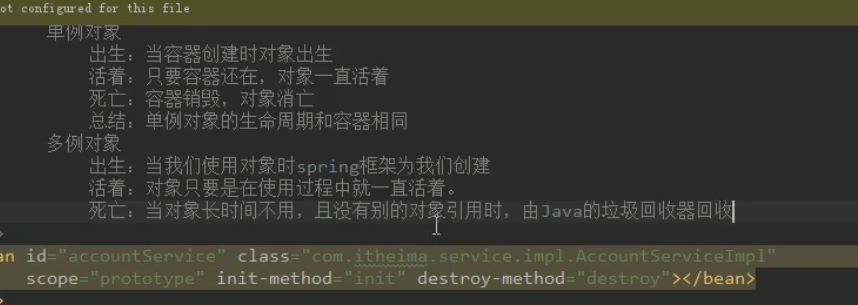 ot configured for this file
单例对象
出生：当容器创建时对象出生
活着：只要容器还在，对象一直活着
死亡：容器销毁，对象消亡
总结：单例对象的生命周期和容器相同
多例对象
出生：当我们使用对象时spring框架为我们创建
活着：对象只要是在使用过程中就一直活着。
死亡：当对象长时间不用，且没有别的对象引用时，由Java的垃圾回收器回收
>
an id="accountService" class="com.itheima.service.impl.AccountServiceImpl"
scope="prototype" init-method="init" destroy-method="destroy"></bean>
>